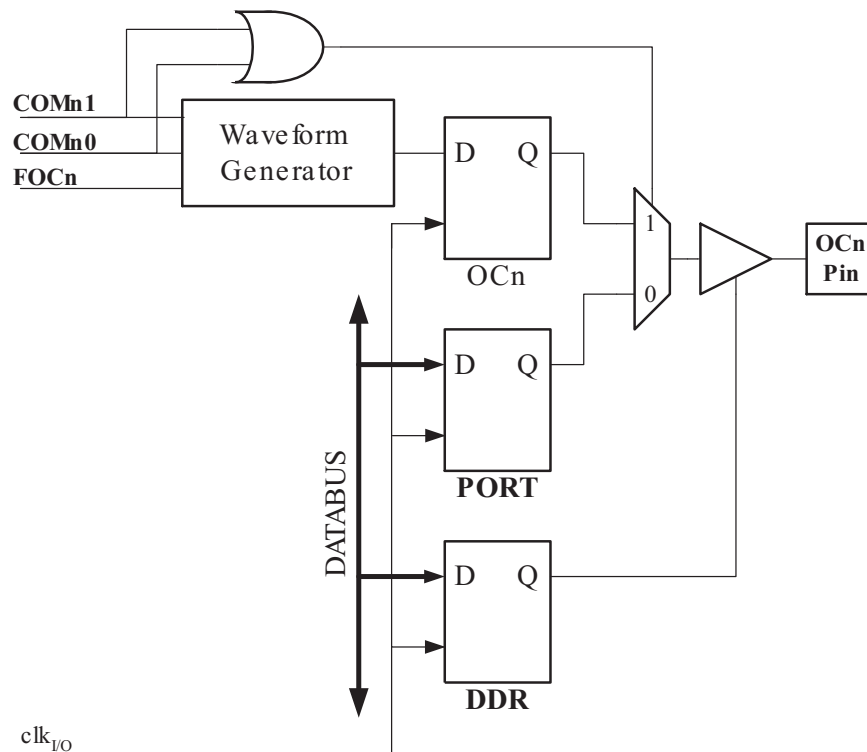 COMn1
COMn0
FOCn
Waveform
Generator
D Q
OCn
1
0
OCn
Pin
D Q
PORT
DATABUS
D Q
DDR
clkI/O